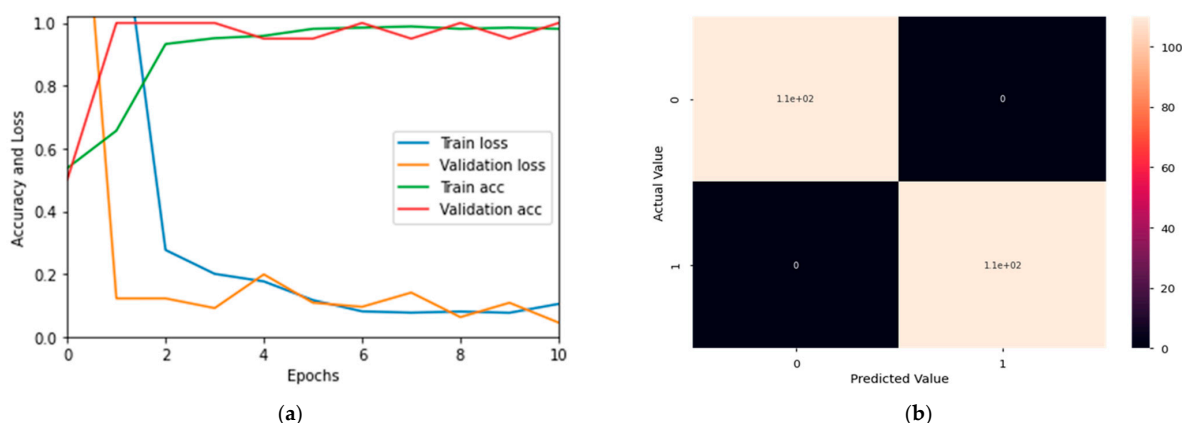 1.0
0.8
0.6
0.4
0.2
0.0
Accuracy and Loss
Train loss
Validation loss
Train acc
Validation acc
0 2 4 6 8 10
Epochs
(a)
Actual Value
0
1
1.1e+02 0
0 1.1e+02
0 1
Predicted Value
100
80
60
40
20
0
(b)